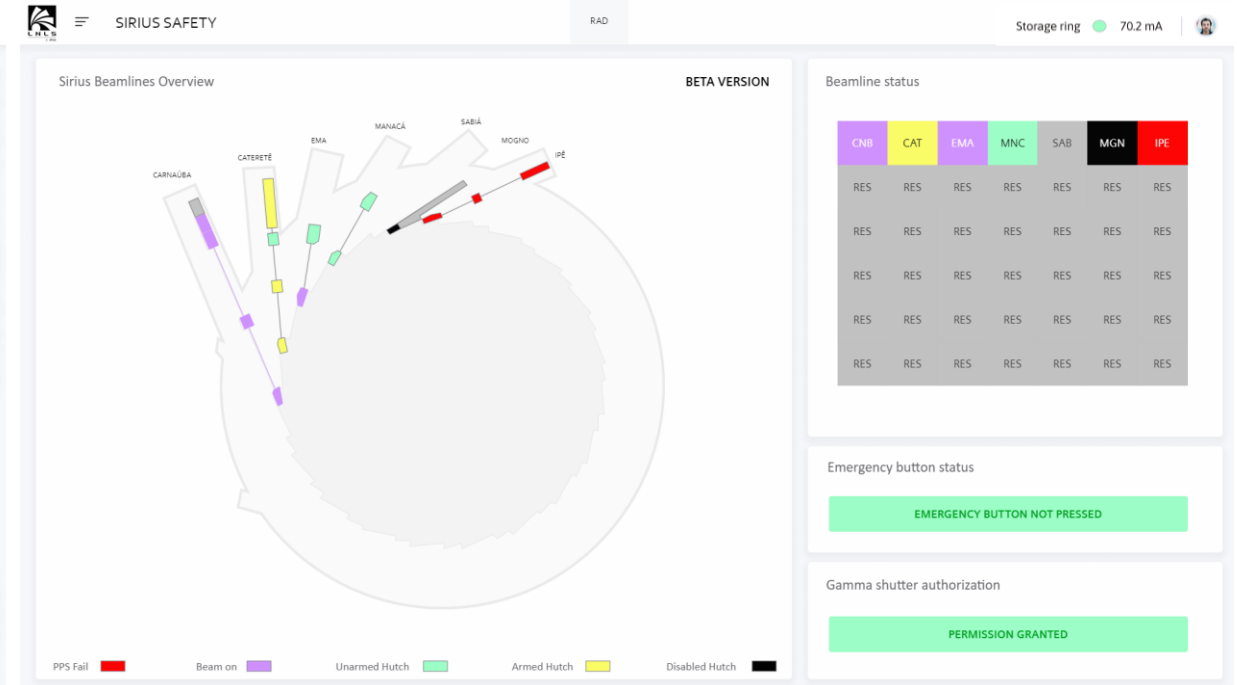 LNLS
SIRIUS SAFETY
RAD
Storage ring 70.2 mA
Sirius Beamlines Overview
BETA VERSION
CARNAÚBA
CATERETÊ
EMA
MANACÁ
SABIÁ
MOGNO
IPÊ
PPS Fail
Beam on
Unarmed Hutch
Armed Hutch
Disabled Hutch
Beamline status
CNB CAT EMA MNC SAB MGN IPE
RES RES RES RES RES RES RES
RES RES RES RES RES RES RES
RES RES RES RES RES RES RES
RES RES RES RES RES RES RES
RES RES RES RES RES RES RES
Emergency button status
EMERGENCY BUTTON NOT PRESSED
Gamma shutter authorization
PERMISSION GRANTED